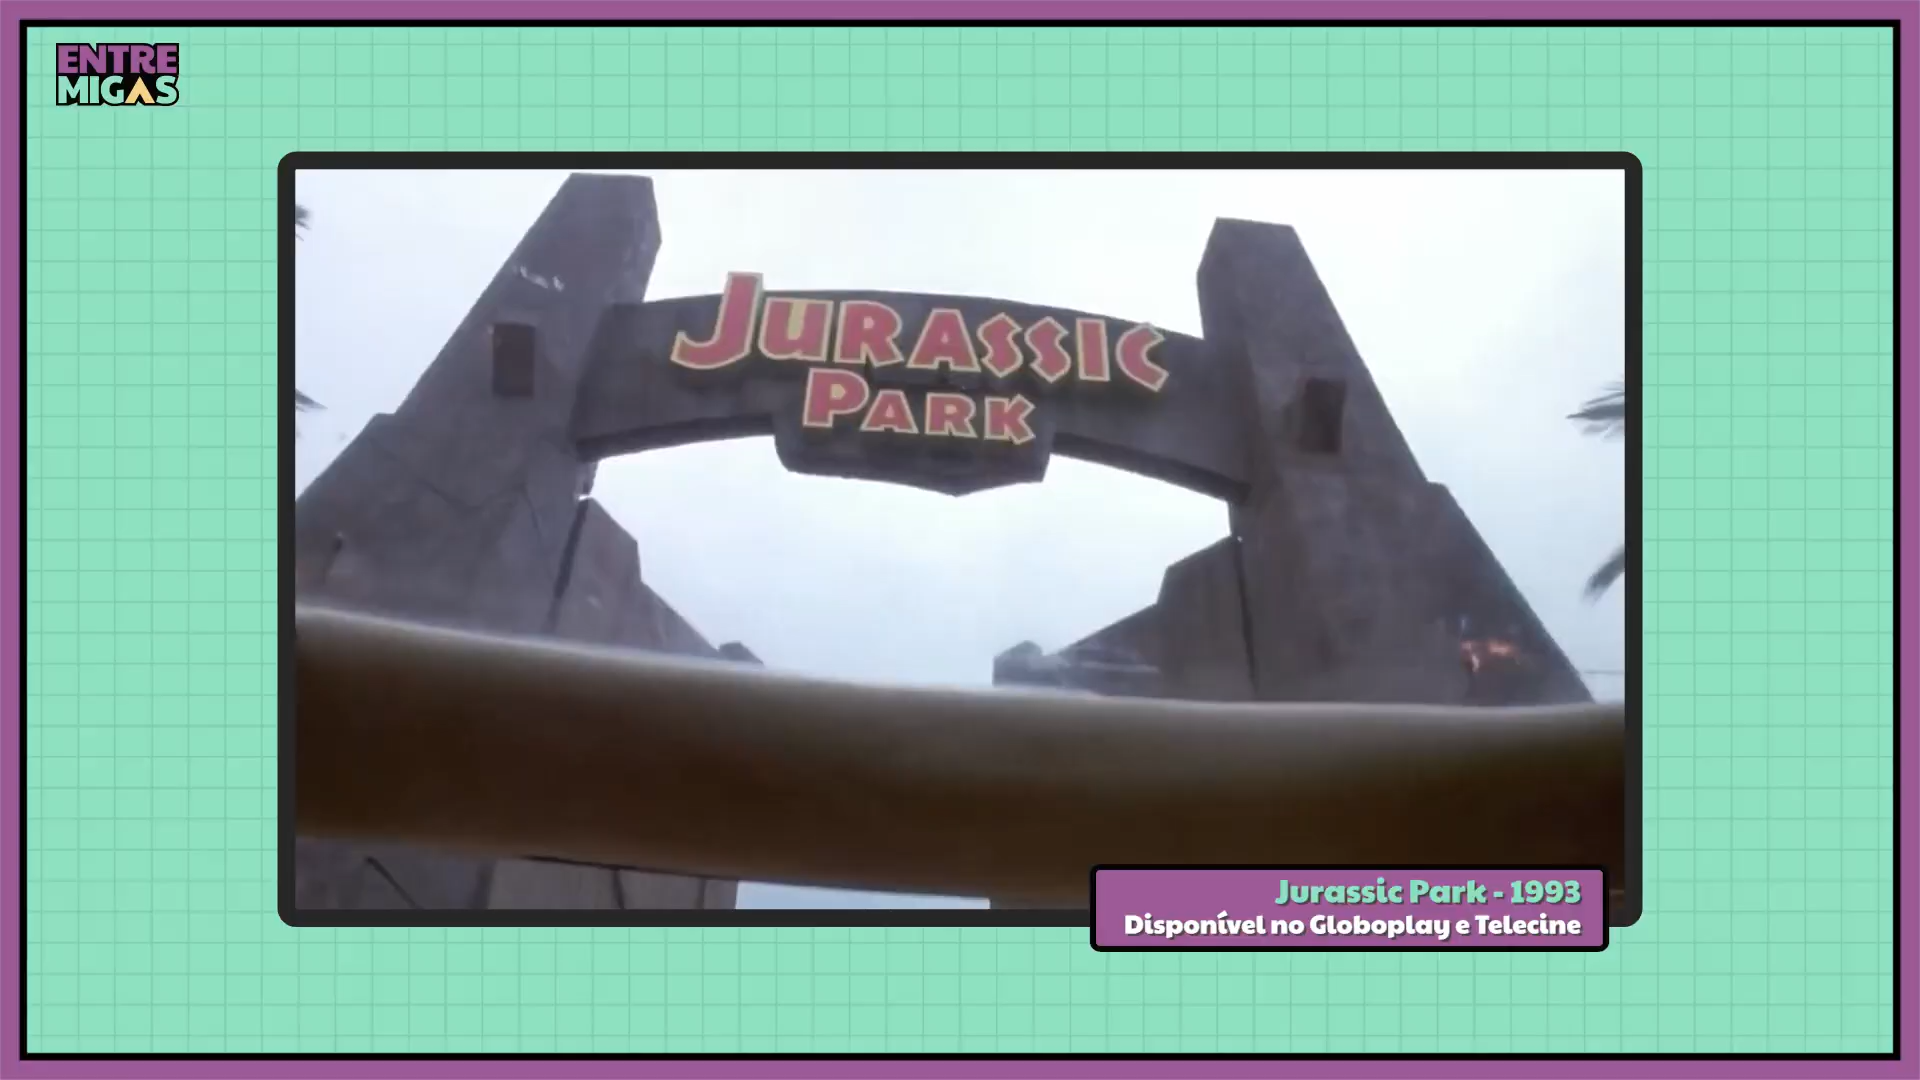 ENTRE
MIGAS
JURASSIC
PARK
Jurassic Park - 1993
Disponível no Globoplay e Telecine